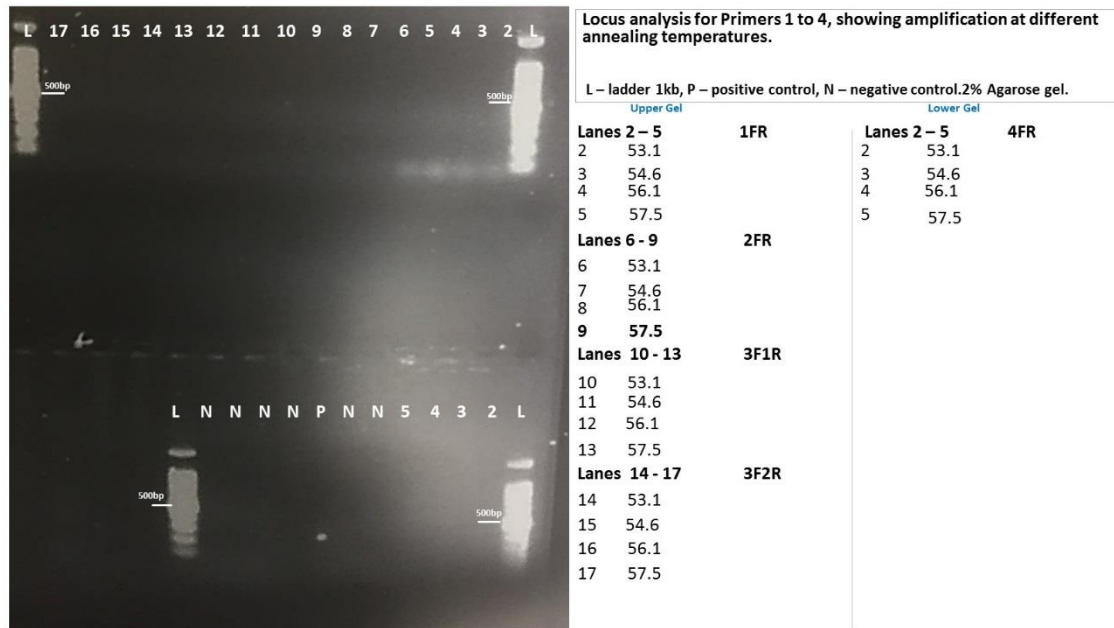 L 17 16 15 14 13 12 11 10 9 8 7 6 5 4 3 2 L
500bp
500bp
L N N N N P N N 5 4 3 2 L
500bp
500bp
Locus analysis for Primers 1 to 4, showing amplification at different
annealing temperatures.
L – ladder 1kb, P – positive control, N – negative control.2% Agarose gel.
Upper Gel
Lanes 2 – 5 1FR
2 53.1
3 54.6
4 56.1
5 57.5
Lanes 6 - 9 2FR
6 53.1
7 54.6
8 56.1
9 57.5
Lanes 10 - 13 3F1R
10 53.1
11 54.6
12 56.1
13 57.5
Lanes 14 - 17 3F2R
14 53.1
15 54.6
16 56.1
17 57.5
Lower Gel
Lanes 2 – 5 4FR
2 53.1
3 54.6
4 56.1
5 57.5